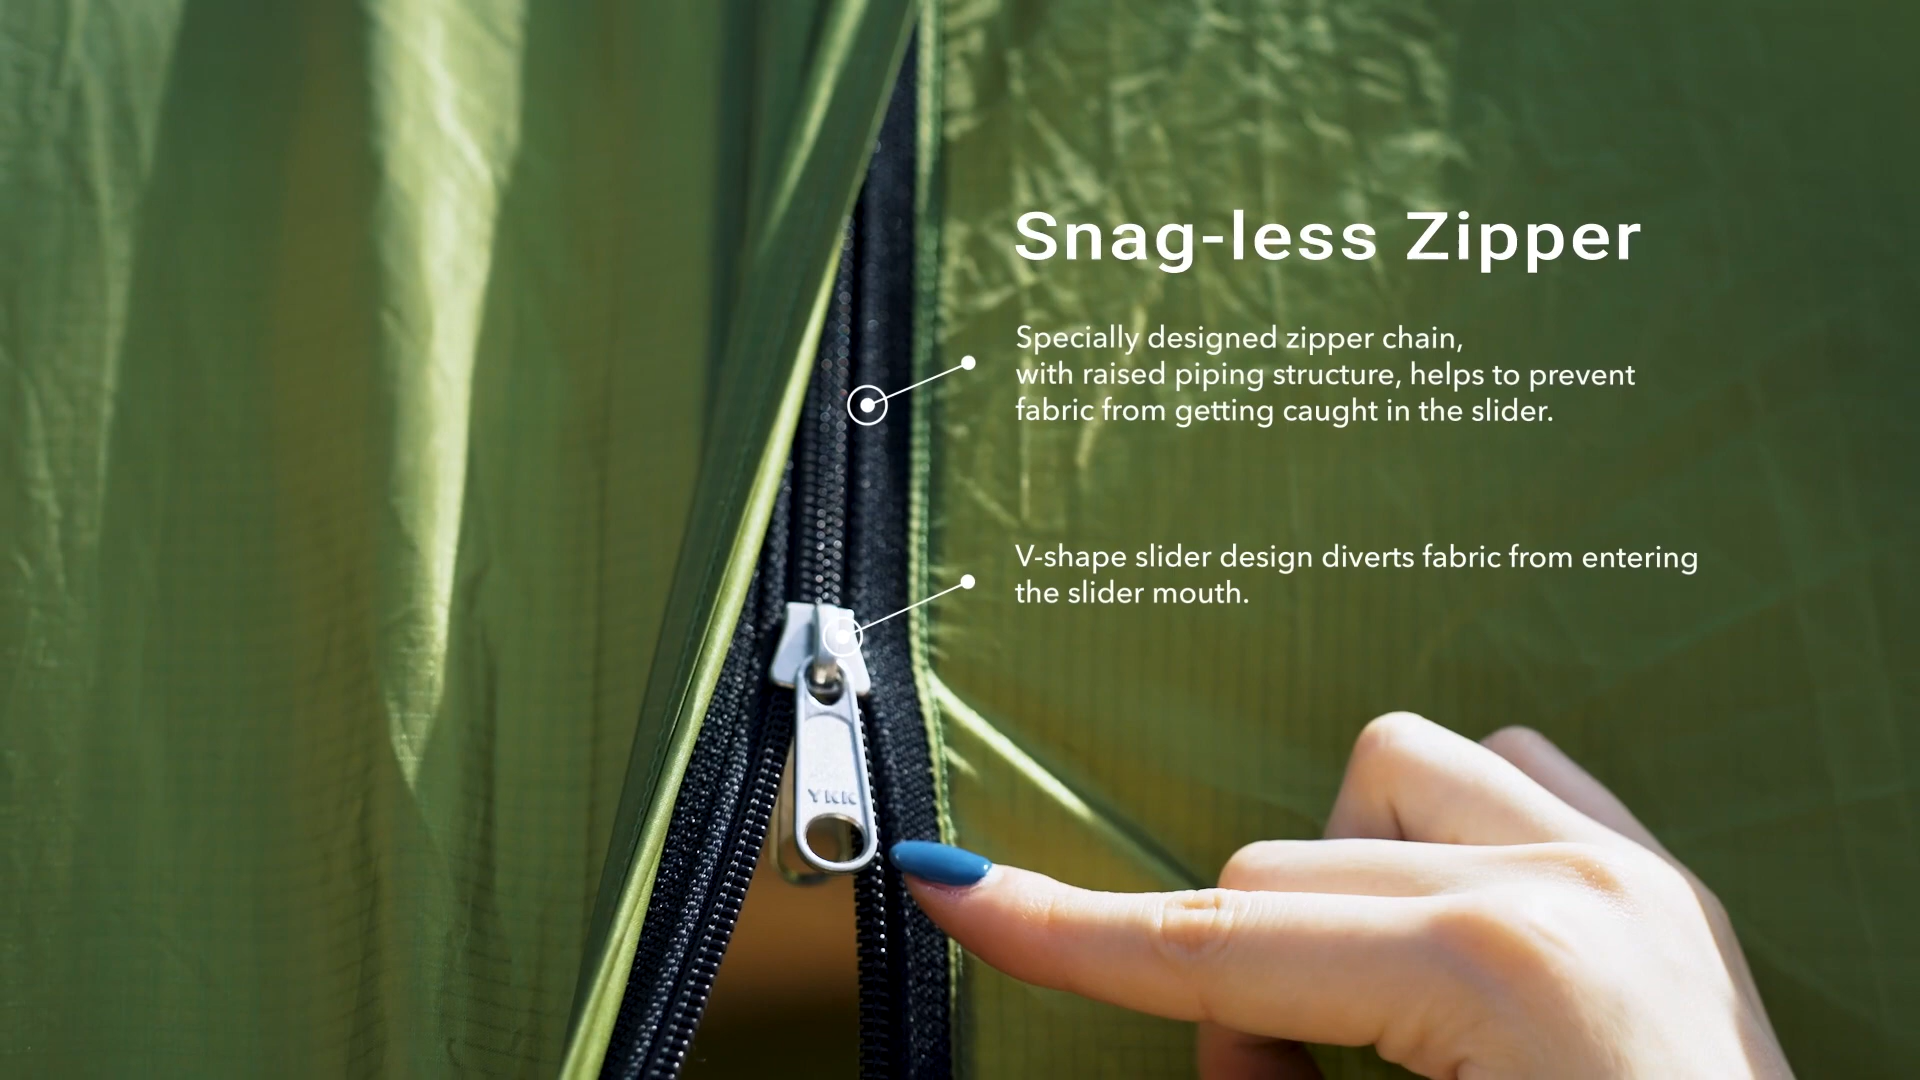 Snag-less Zipper
Specially designed zipper chain,
with raised piping structure, helps to prevent
fabric from getting caught in the slider.
V-shape slider design diverts fabric from entering
the slider mouth.
YKK